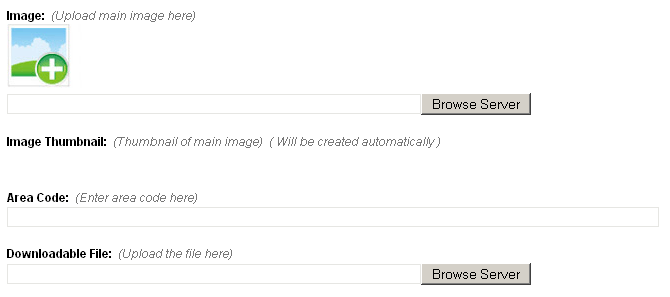 Image: (Upload main image here)
Browse Server
Image Thumbnail: (Thumbnail of main image) ( Will be created automatically )
Area Code: (Enter area code here)
Downloadable File: (Upload the file here)
Browse Server